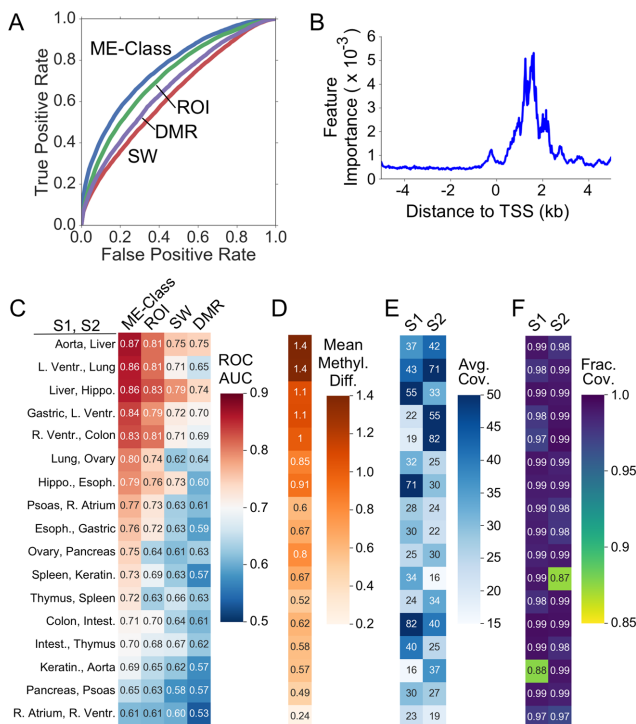 A
True Positive Rate
1.0
0.8
0.6
0.4
0.2
0.0
ME-Class
ROI
DMR
SW
0.0 0.2 0.4 0.6 0.8 1.0
False Positive Rate
B
Feature
Importance ( x 10⁻³)
6
5
4
3
2
1
0
-4 -2 0 2 4
Distance to TSS (kb)
C
S1, S2 ME-Class ROI SW DMR
Aorta, Liver 0.87 0.81 0.75 0.75
L. Ventr., Lung 0.86 0.81 0.71 0.65
Liver, Hippo. 0.86 0.83 0.79 0.74
Gastric, L. Ventr. 0.84 0.79 0.72 0.70
R. Ventr., Colon 0.83 0.81 0.71 0.69
Lung, Ovary 0.80 0.74 0.62 0.64
Hippo., Esoph. 0.79 0.76 0.73 0.60
Psoas, R. Atrium 0.77 0.73 0.63 0.61
Esoph., Gastric 0.76 0.72 0.63 0.59
Ovary, Pancreas 0.75 0.64 0.61 0.63
Spleen, Keratin. 0.73 0.69 0.63 0.57
Thymus, Spleen 0.72 0.63 0.66 0.63
Colon, Intest. 0.71 0.70 0.64 0.61
Intest., Thymus 0.70 0.68 0.67 0.62
Keratin., Aorta 0.69 0.65 0.62 0.57
Pancreas, Psoas 0.65 0.63 0.58 0.57
R. Atrium, R. Ventr. 0.61 0.61 0.60 0.53
ROC
AUC
0.9
0.8
0.7
0.6
0.5
D
1.4
1.4
1.1
1.1
1
0.85
0.91
0.6
0.67
0.8
0.67
0.52
0.62
0.58
0.57
0.49
0.24
Mean
Methyl.
Diff.
1.4
1.2
1.0
0.8
0.6
0.4
0.2
E
S1 S2
37 42
43 71
55 33
22 55
19 82
32 25
71 30
28 24
30 22
25 30
34 16
24 34
82 40
40 25
16 37
30 27
23 19
Avg.
Cov.
50
45
40
35
30
25
20
15
F
S1 S2
0.99 0.98
0.98 0.99
0.99 0.99
0.98 0.99
0.97 0.99
0.99 0.99
0.99 0.99
0.99 0.98
0.99 0.98
0.99 0.99
0.99 0.87
0.98 0.99
0.99 0.99
0.99 0.98
0.88 0.99
0.99 0.99
0.99 0.97
Frac.
Cov.
1.0
0.95
0.90
0.85